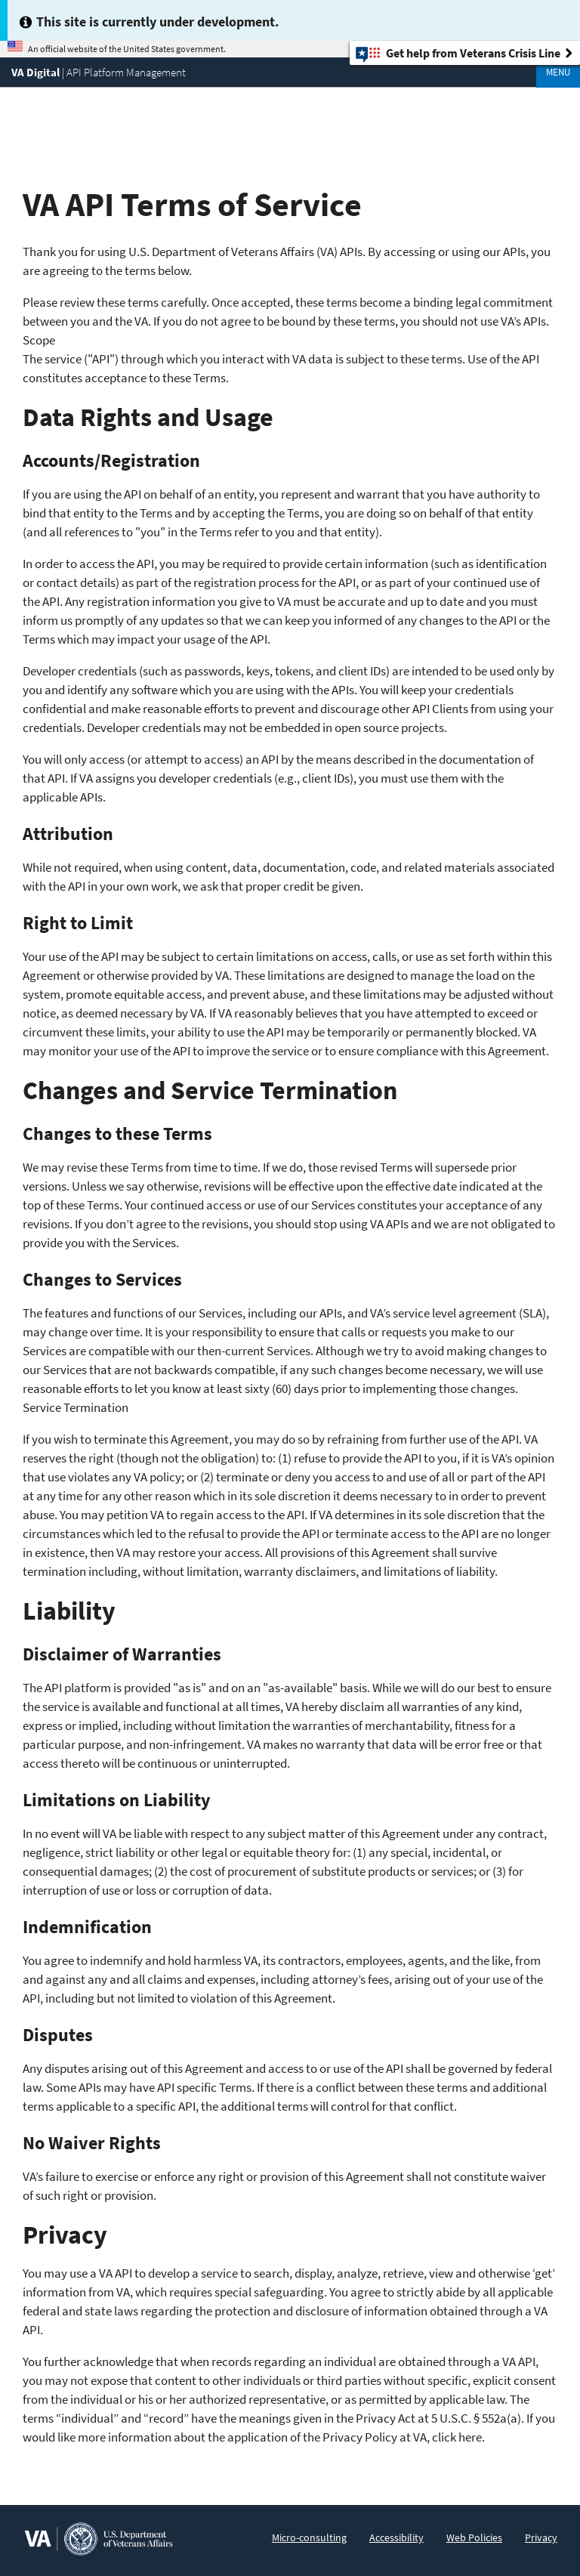 This site is currently under development.
An official website of the United States government.
Get help from Veterans Crisis Line
VA Digital | API Platform Management
MENU
VA API Terms of Service
Thank you for using U.S. Department of Veterans Affairs (VA) APIs. By accessing or using our APIs, you
are agreeing to the terms below.
Please review these terms carefully. Once accepted, these terms become a binding legal commitment
between you and the VA. If you do not agree to be bound by these terms, you should not use VA’s APIs.
Scope
The service ("API") through which you interact with VA data is subject to these terms. Use of the API
constitutes acceptance to these Terms.
Data Rights and Usage
Accounts/Registration
If you are using the API on behalf of an entity, you represent and warrant that you have authority to
bind that entity to the Terms and by accepting the Terms, you are doing so on behalf of that entity
(and all references to "you" in the Terms refer to you and that entity).
In order to access the API, you may be required to provide certain information (such as identification
or contact details) as part of the registration process for the API, or as part of your continued use of
the API. Any registration information you give to VA must be accurate and up to date and you must
inform us promptly of any updates so that we can keep you informed of any changes to the API or the
Terms which may impact your usage of the API.
Developer credentials (such as passwords, keys, tokens, and client IDs) are intended to be used only by
you and identify any software which you are using with the APIs. You will keep your credentials
confidential and make reasonable efforts to prevent and discourage other API Clients from using your
credentials. Developer credentials may not be embedded in open source projects.
You will only access (or attempt to access) an API by the means described in the documentation of
that API. If VA assigns you developer credentials (e.g., client IDs), you must use them with the
applicable APIs.
Attribution
While not required, when using content, data, documentation, code, and related materials associated
with the API in your own work, we ask that proper credit be given.
Right to Limit
Your use of the API may be subject to certain limitations on access, calls, or use as set forth within this
Agreement or otherwise provided by VA. These limitations are designed to manage the load on the
system, promote equitable access, and prevent abuse, and these limitations may be adjusted without
notice, as deemed necessary by VA. If VA reasonably believes that you have attempted to exceed or
circumvent these limits, your ability to use the API may be temporarily or permanently blocked. VA
may monitor your use of the API to improve the service or to ensure compliance with this Agreement.
Changes and Service Termination
Changes to these Terms
We may revise these Terms from time to time. If we do, those revised Terms will supersede prior
versions. Unless we say otherwise, revisions will be effective upon the effective date indicated at the
top of these Terms. Your continued access or use of our Services constitutes your acceptance of any
revisions. If you don’t agree to the revisions, you should stop using VA APIs and we are not obligated to
provide you with the Services.
Changes to Services
The features and functions of our Services, including our APIs, and VA’s service level agreement (SLA),
may change over time. It is your responsibility to ensure that calls or requests you make to our
Services are compatible with our then-current Services. Although we try to avoid making changes to
our Services that are not backwards compatible, if any such changes become necessary, we will use
reasonable efforts to let you know at least sixty (60) days prior to implementing those changes.
Service Termination
If you wish to terminate this Agreement, you may do so by refraining from further use of the API. VA
reserves the right (though not the obligation) to: (1) refuse to provide the API to you, if it is VA’s opinion
that use violates any VA policy; or (2) terminate or deny you access to and use of all or part of the API
at any time for any other reason which in its sole discretion it deems necessary to in order to prevent
abuse. You may petition VA to regain access to the API. If VA determines in its sole discretion that the
circumstances which led to the refusal to provide the API or terminate access to the API are no longer
in existence, then VA may restore your access. All provisions of this Agreement shall survive
termination including, without limitation, warranty disclaimers, and limitations of liability.
Liability
Disclaimer of Warranties
The API platform is provided "as is" and on an "as-available" basis. While we will do our best to ensure
the service is available and functional at all times, VA hereby disclaim all warranties of any kind,
express or implied, including without limitation the warranties of merchantability, fitness for a
particular purpose, and non-infringement. VA makes no warranty that data will be error free or that
access thereto will be continuous or uninterrupted.
Limitations on Liability
In no event will VA be liable with respect to any subject matter of this Agreement under any contract,
negligence, strict liability or other legal or equitable theory for: (1) any special, incidental, or
consequential damages; (2) the cost of procurement of substitute products or services; or (3) for
interruption of use or loss or corruption of data.
Indemnification
You agree to indemnify and hold harmless VA, its contractors, employees, agents, and the like, from
and against any and all claims and expenses, including attorney’s fees, arising out of your use of the
API, including but not limited to violation of this Agreement.
Disputes
Any disputes arising out of this Agreement and access to or use of the API shall be governed by federal
law. Some APIs may have API specific Terms. If there is a conflict between these terms and additional
terms applicable to a specific API, the additional terms will control for that conflict.
No Waiver Rights
VA’s failure to exercise or enforce any right or provision of this Agreement shall not constitute waiver
of such right or provision.
Privacy
You may use a VA API to develop a service to search, display, analyze, retrieve, view and otherwise ‘get’
information from VA, which requires special safeguarding. You agree to strictly abide by all applicable
federal and state laws regarding the protection and disclosure of information obtained through a VA
API.
You further acknowledge that when records regarding an individual are obtained through a VA API,
you may not expose that content to other individuals or third parties without specific, explicit consent
from the individual or his or her authorized representative, or as permitted by applicable law. The
terms “individual” and “record” have the meanings given in the Privacy Act at 5 U.S.C. § 552a(a). If you
would like more information about the application of the Privacy Policy at VA, click here.
VA
U.S. Department
of Veterans Affairs
Micro-consulting
Accessibility
Web Policies
Privacy